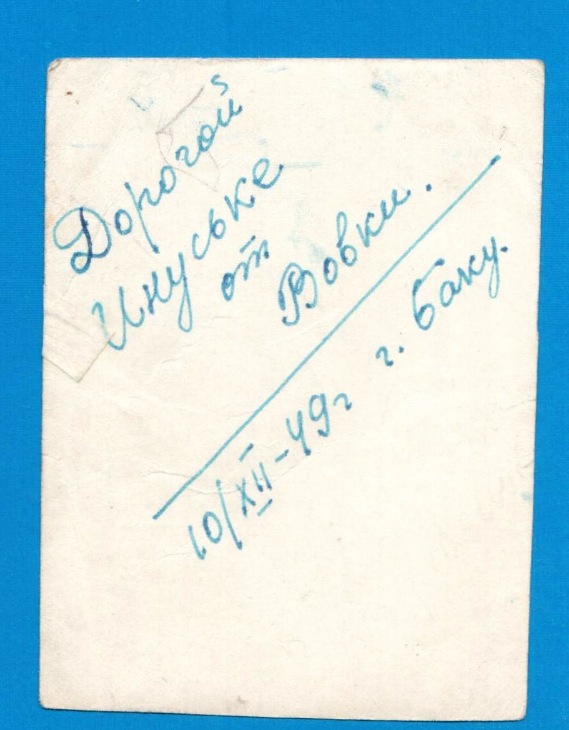 Дорогой
Инуське
от Вовки.
10/XII-49г г. Баку.